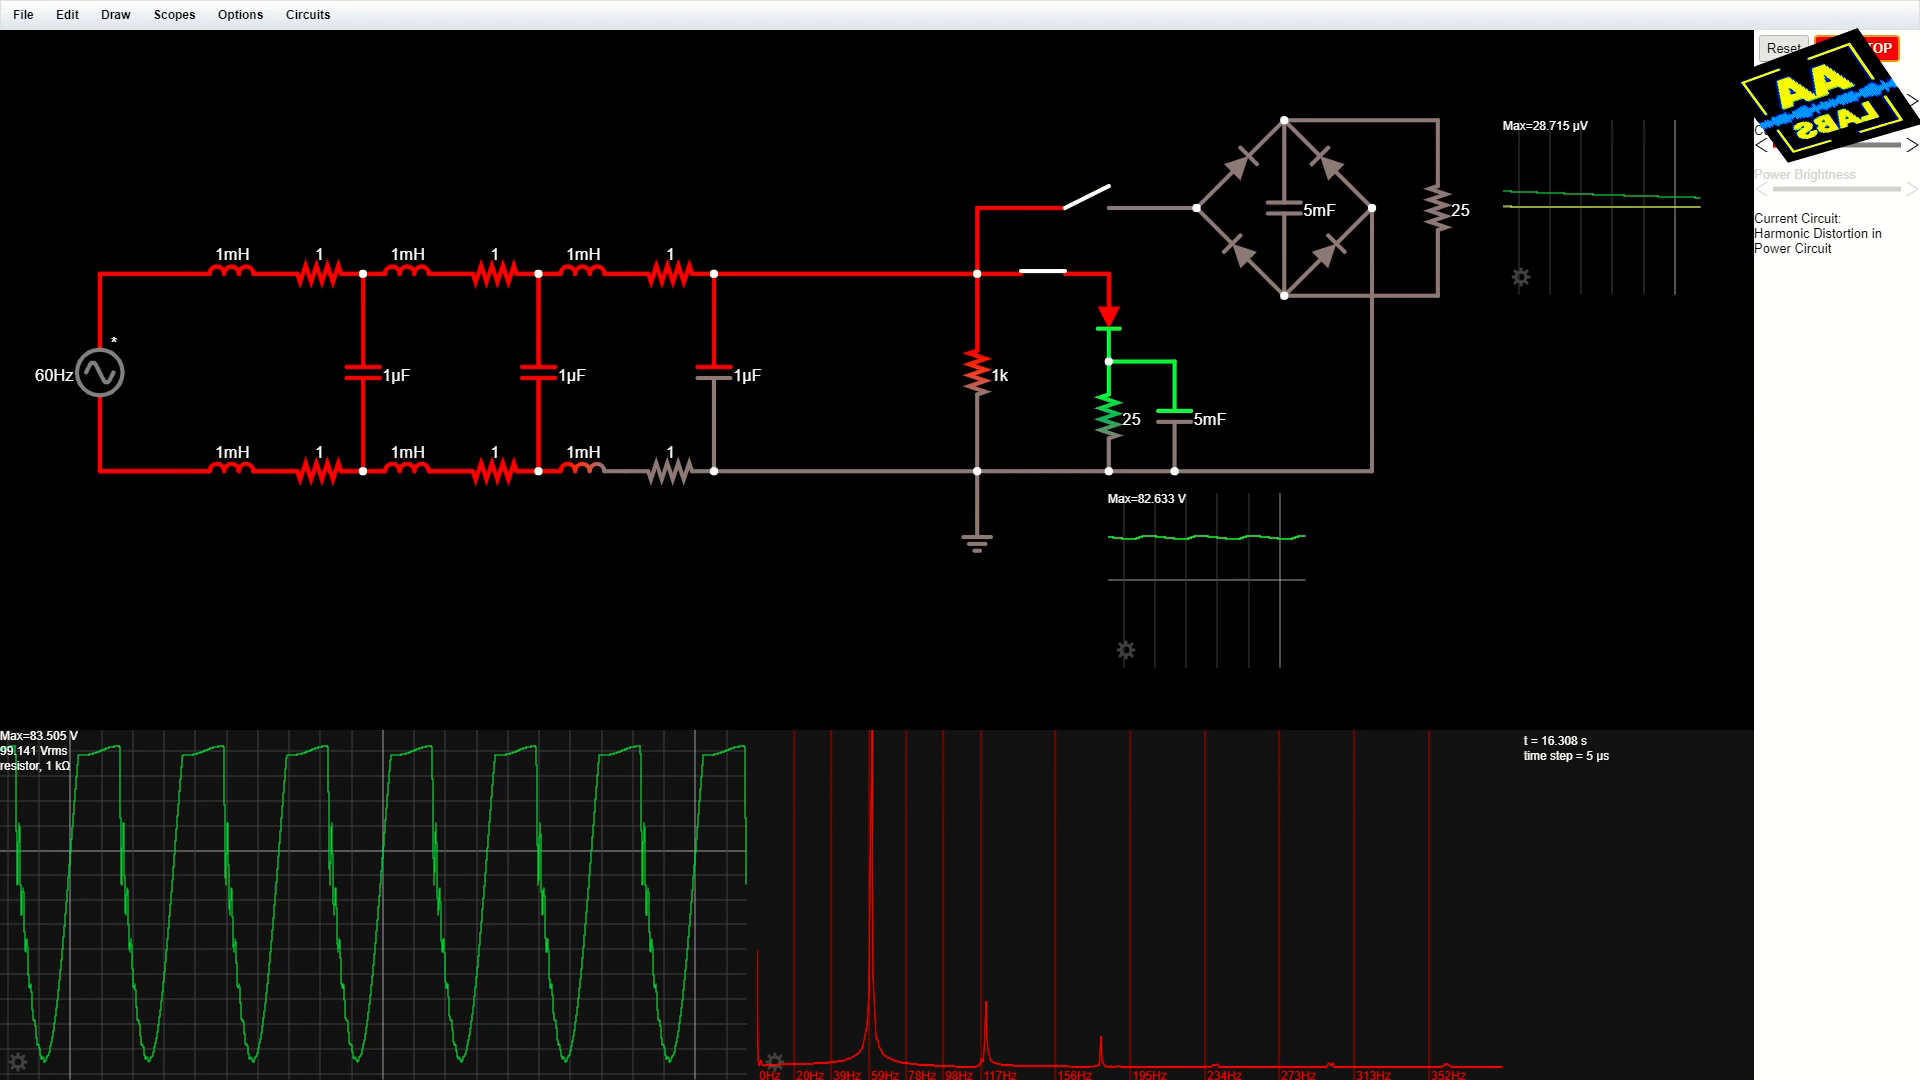 File Edit Draw Scopes Options Circuits
Reset
AA
LABS
Max=28.715 µV
Power Brightness
Current Circuit:
Harmonic Distortion in
Power Circuit
5mF
25
1mH 1 1mH 1 1mH 1
*
60Hz
1µF 1µF 1µF
1k
25 5mF
1mH 1 1mH 1 1mH 1
Max=82.633 V
Max=83.505 V
99.141 Vrms
resistor, 1 kΩ
t = 16.308 s
time step = 5 µs
0Hz 20Hz 39Hz 59Hz 78Hz 98Hz 117Hz 156Hz 195Hz 234Hz 273Hz 313Hz 352Hz